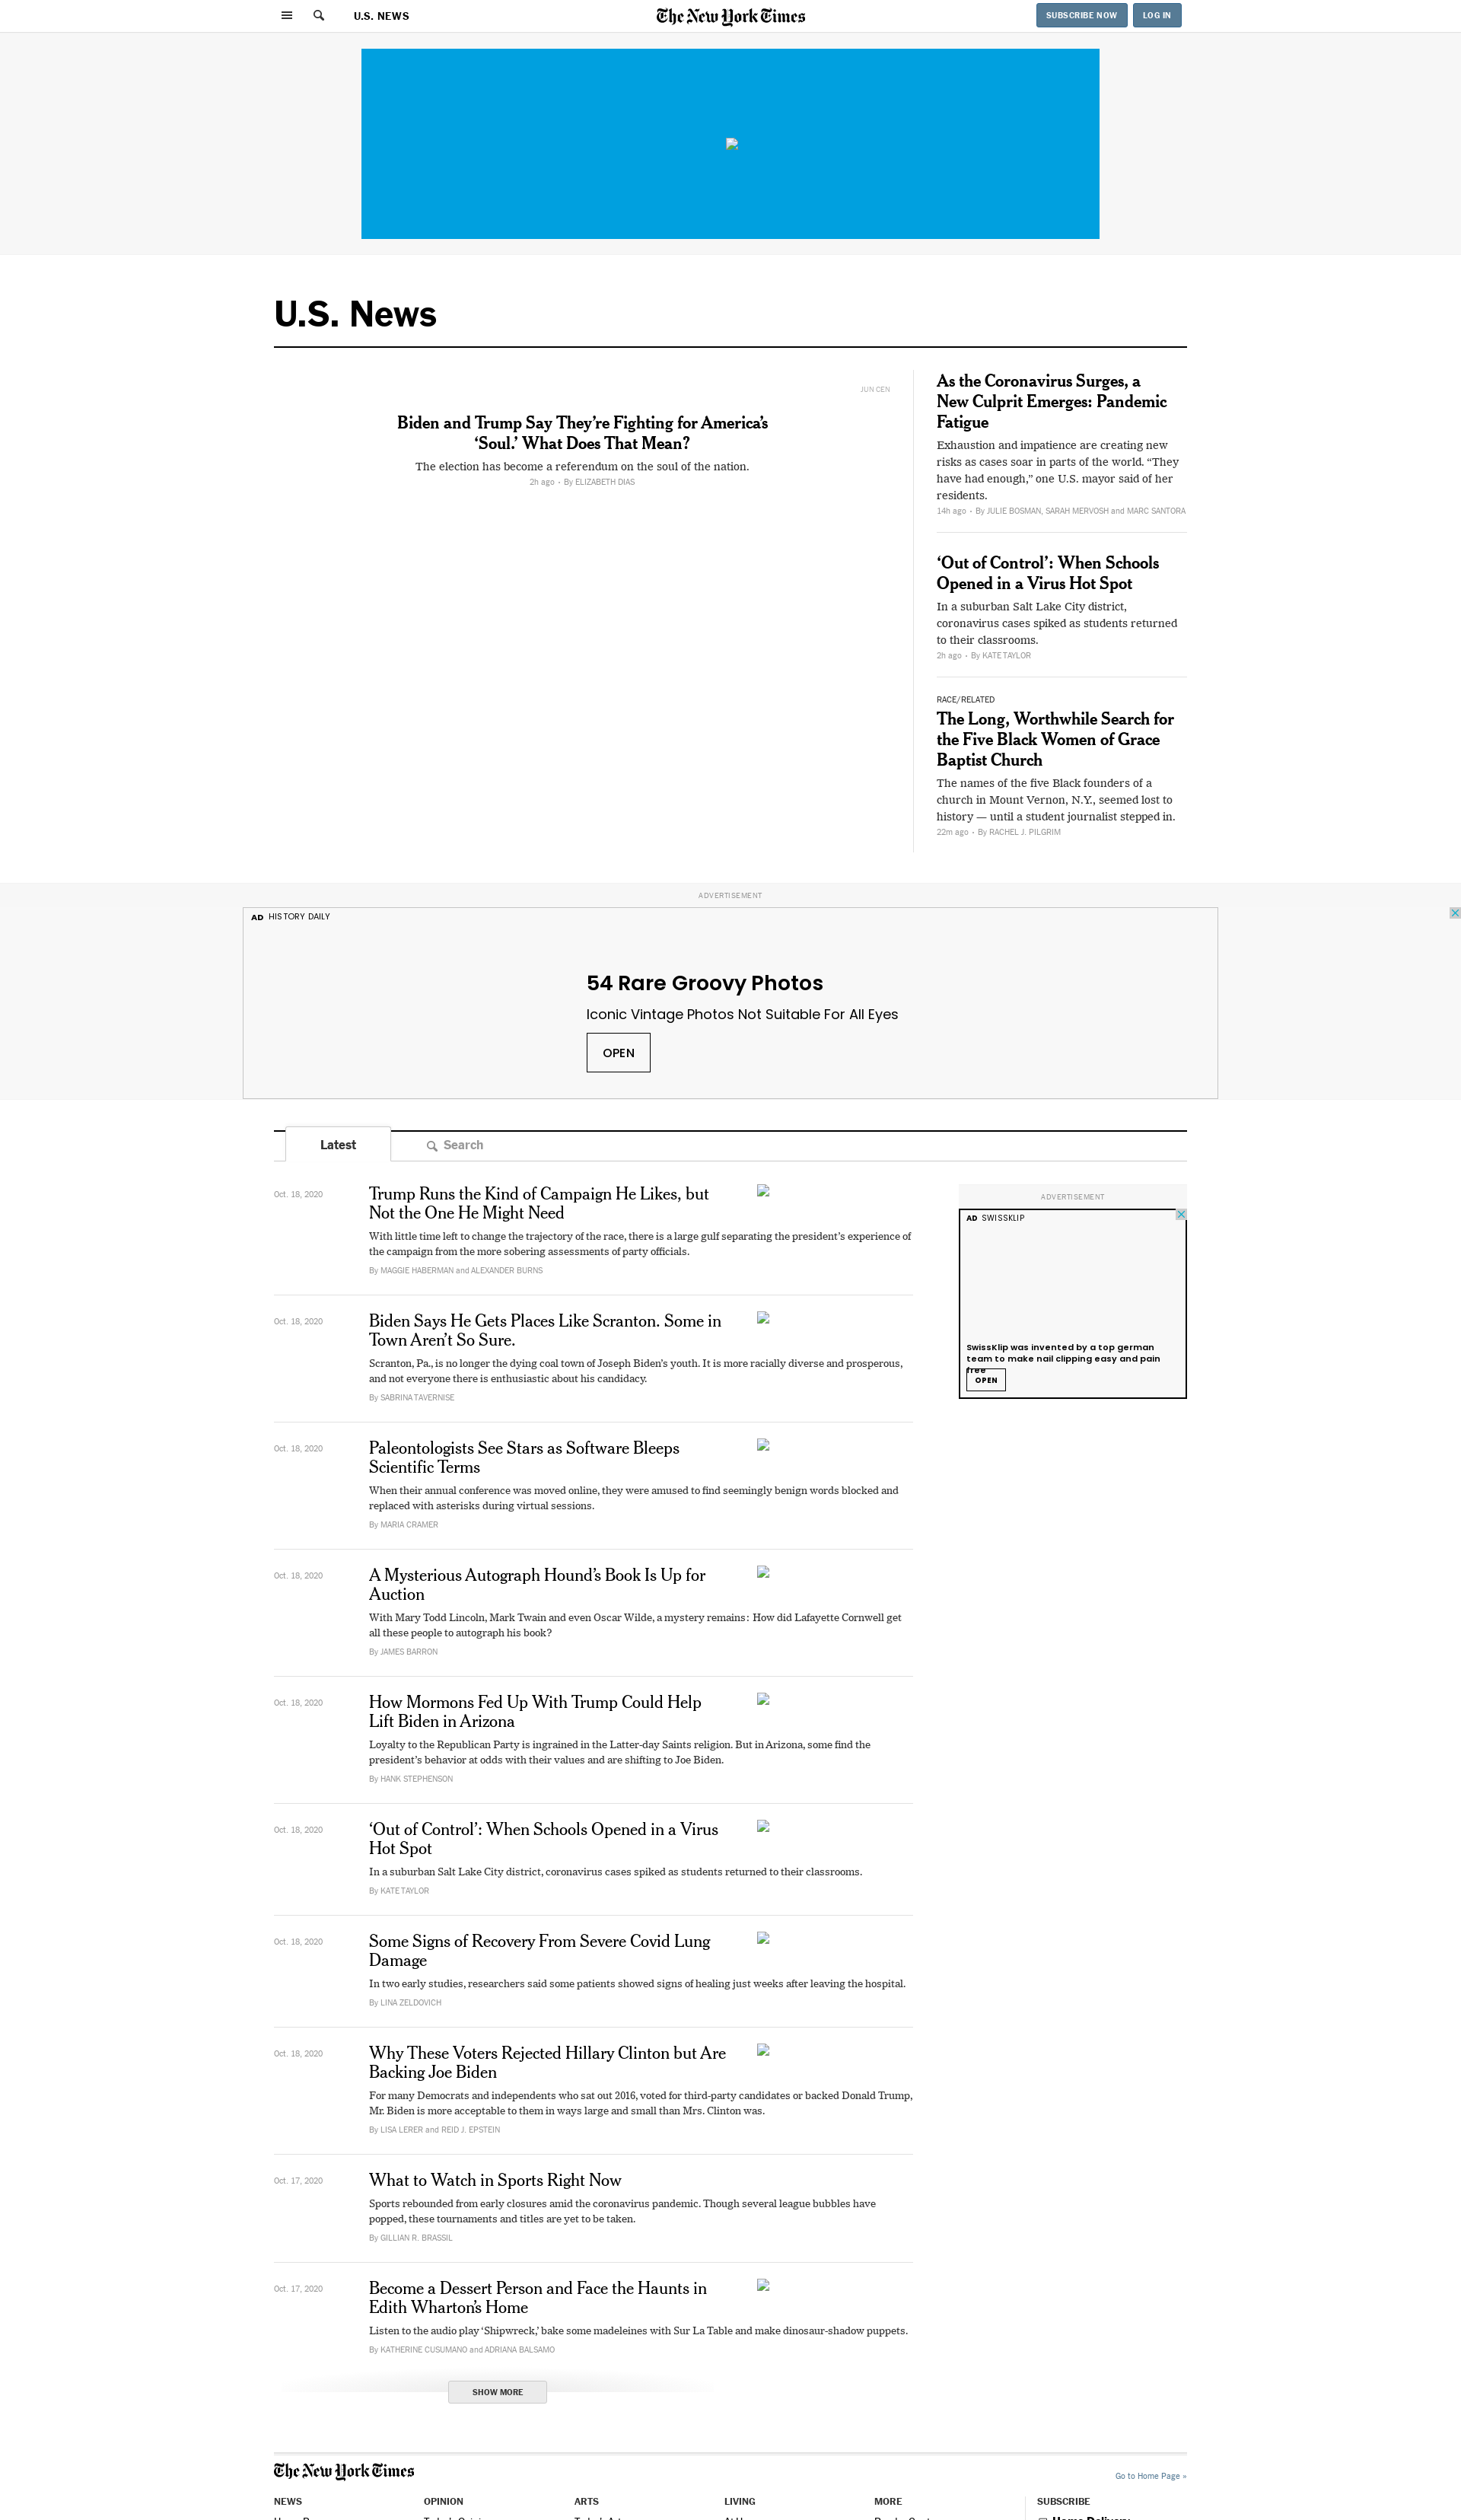 U.S. NEWS
The New York Times
SUBSCRIBE NOW
LOG IN
U.S. News
JUN CEN
Biden and Trump Say They're Fighting for America's
'Soul.' What Does That Mean?
The election has become a referendum on the soul of the nation.
2h ago · By ELIZABETH DIAS
As the Coronavirus Surges, a
New Culprit Emerges: Pandemic
Fatigue
Exhaustion and impatience are creating new
risks as cases soar in parts of the world. “They
have had enough,” one U.S. mayor said of her
residents.
14h ago · By JULIE BOSMAN, SARAH MERVOSH and MARC SANTORA
‘Out of Control’: When Schools
Opened in a Virus Hot Spot
In a suburban Salt Lake City district,
coronavirus cases spiked as students returned
to their classrooms.
2h ago · By KATE TAYLOR
RACE/RELATED
The Long, Worthwhile Search for
the Five Black Women of Grace
Baptist Church
The names of the five Black founders of a
church in Mount Vernon, N.Y., seemed lost to
history — until a student journalist stepped in.
22m ago · By RACHEL J. PILGRIM
ADVERTISEMENT
AD HISTORY DAILY
54 Rare Groovy Photos
Iconic Vintage Photos Not Suitable For All Eyes
OPEN
Latest
Search
Oct. 18, 2020
Trump Runs the Kind of Campaign He Likes, but
Not the One He Might Need
With little time left to change the trajectory of the race, there is a large gulf separating the president’s experience of
the campaign from the more sobering assessments of party officials.
By MAGGIE HABERMAN and ALEXANDER BURNS
ADVERTISEMENT
AD SWISSKLIP
SwissKlip was invented by a top german
team to make nail clipping easy and pain
free
OPEN
Oct. 18, 2020
Biden Says He Gets Places Like Scranton. Some in
Town Aren’t So Sure.
Scranton, Pa., is no longer the dying coal town of Joseph Biden’s youth. It is more racially diverse and prosperous,
and not everyone there is enthusiastic about his candidacy.
By SABRINA TAVERNISE
Oct. 18, 2020
Paleontologists See Stars as Software Bleeps
Scientific Terms
When their annual conference was moved online, they were amused to find seemingly benign words blocked and
replaced with asterisks during virtual sessions.
By MARIA CRAMER
Oct. 18, 2020
A Mysterious Autograph Hound’s Book Is Up for
Auction
With Mary Todd Lincoln, Mark Twain and even Oscar Wilde, a mystery remains: How did Lafayette Cornwell get
all these people to autograph his book?
By JAMES BARRON
Oct. 18, 2020
How Mormons Fed Up With Trump Could Help
Lift Biden in Arizona
Loyalty to the Republican Party is ingrained in the Latter-day Saints religion. But in Arizona, some find the
president’s behavior at odds with their values and are shifting to Joe Biden.
By HANK STEPHENSON
Oct. 18, 2020
‘Out of Control’: When Schools Opened in a Virus
Hot Spot
In a suburban Salt Lake City district, coronavirus cases spiked as students returned to their classrooms.
By KATE TAYLOR
Oct. 18, 2020
Some Signs of Recovery From Severe Covid Lung
Damage
In two early studies, researchers said some patients showed signs of healing just weeks after leaving the hospital.
By LINA ZELDOVICH
Oct. 18, 2020
Why These Voters Rejected Hillary Clinton but Are
Backing Joe Biden
For many Democrats and independents who sat out 2016, voted for third-party candidates or backed Donald Trump,
Mr. Biden is more acceptable to them in ways large and small than Mrs. Clinton was.
By LISA LERER and REID J. EPSTEIN
Oct. 17, 2020
What to Watch in Sports Right Now
Sports rebounded from early closures amid the coronavirus pandemic. Though several league bubbles have
popped, these tournaments and titles are yet to be taken.
By GILLIAN R. BRASSIL
Oct. 17, 2020
Become a Dessert Person and Face the Haunts in
Edith Wharton’s Home
Listen to the audio play ‘Shipwreck,’ bake some madeleines with Sur La Table and make dinosaur-shadow puppets.
By KATHERINE CUSUMANO and ADRIANA BALSAMO
SHOW MORE
The New York Times
Go to Home Page »
NEWS
OPINION
ARTS
LIVING
MORE
SUBSCRIBE
Home Delivery